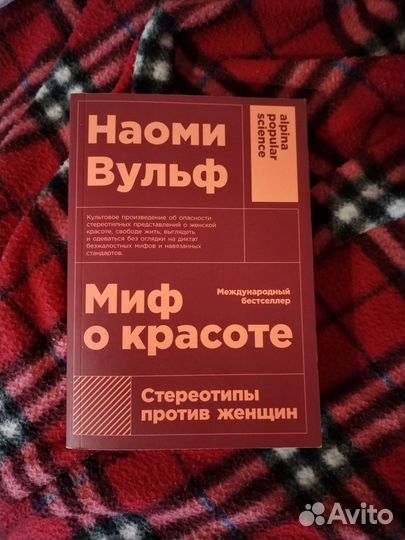 Наоми
Вульф
alpina
popular
science
Культовое произведение об опасности
стереотипных представлений о женской
красоте, свободе жить, выглядеть
и одеваться без оглядки на диктат
безжалостных мифов и навязанных
стандартов.
Международный
бестселлер
Миф
о красоте
Стереотипы
против женщин
Avito